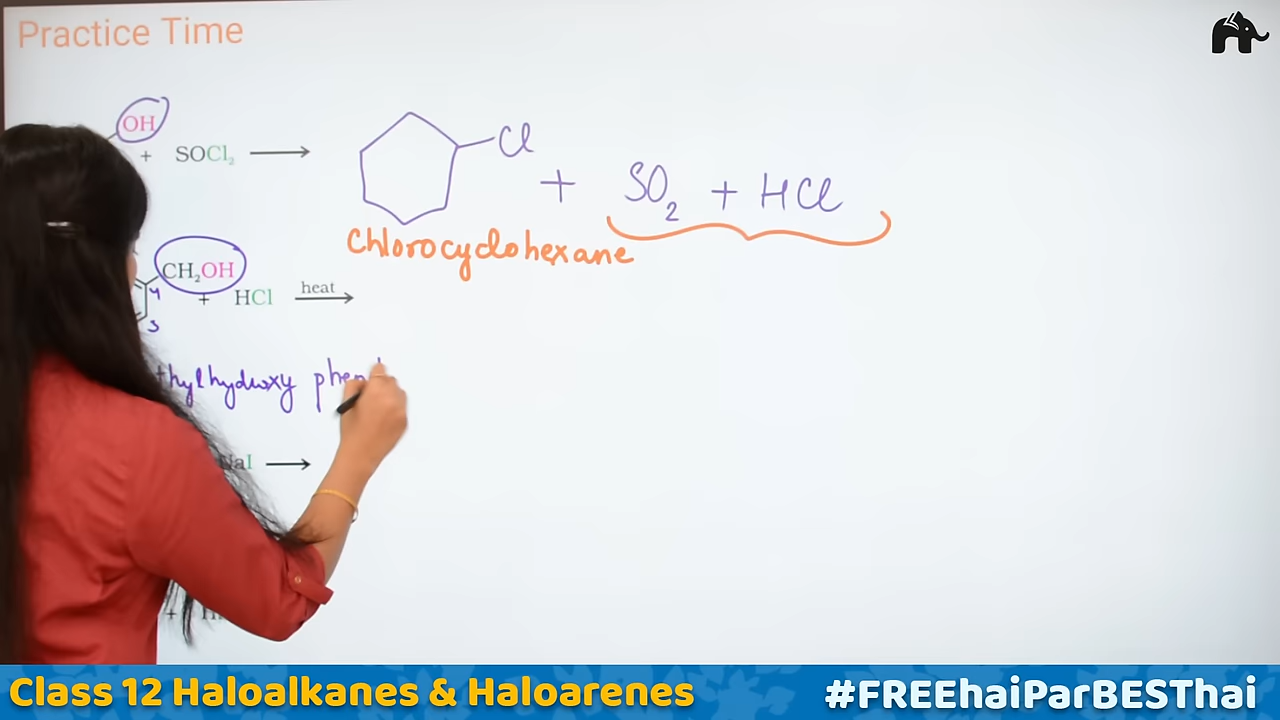 Practice Time
OH
+ SOCl₂ ⟶ Cl
+ SO₂ + HCl
Chlorocyclohexane
CH₂OH
4
+ HCl heat ⟶
3
thylhydroxy
NaI ⟶
+
Class 12 Haloalkanes & Haloarenes #FREEhaiParBESThai